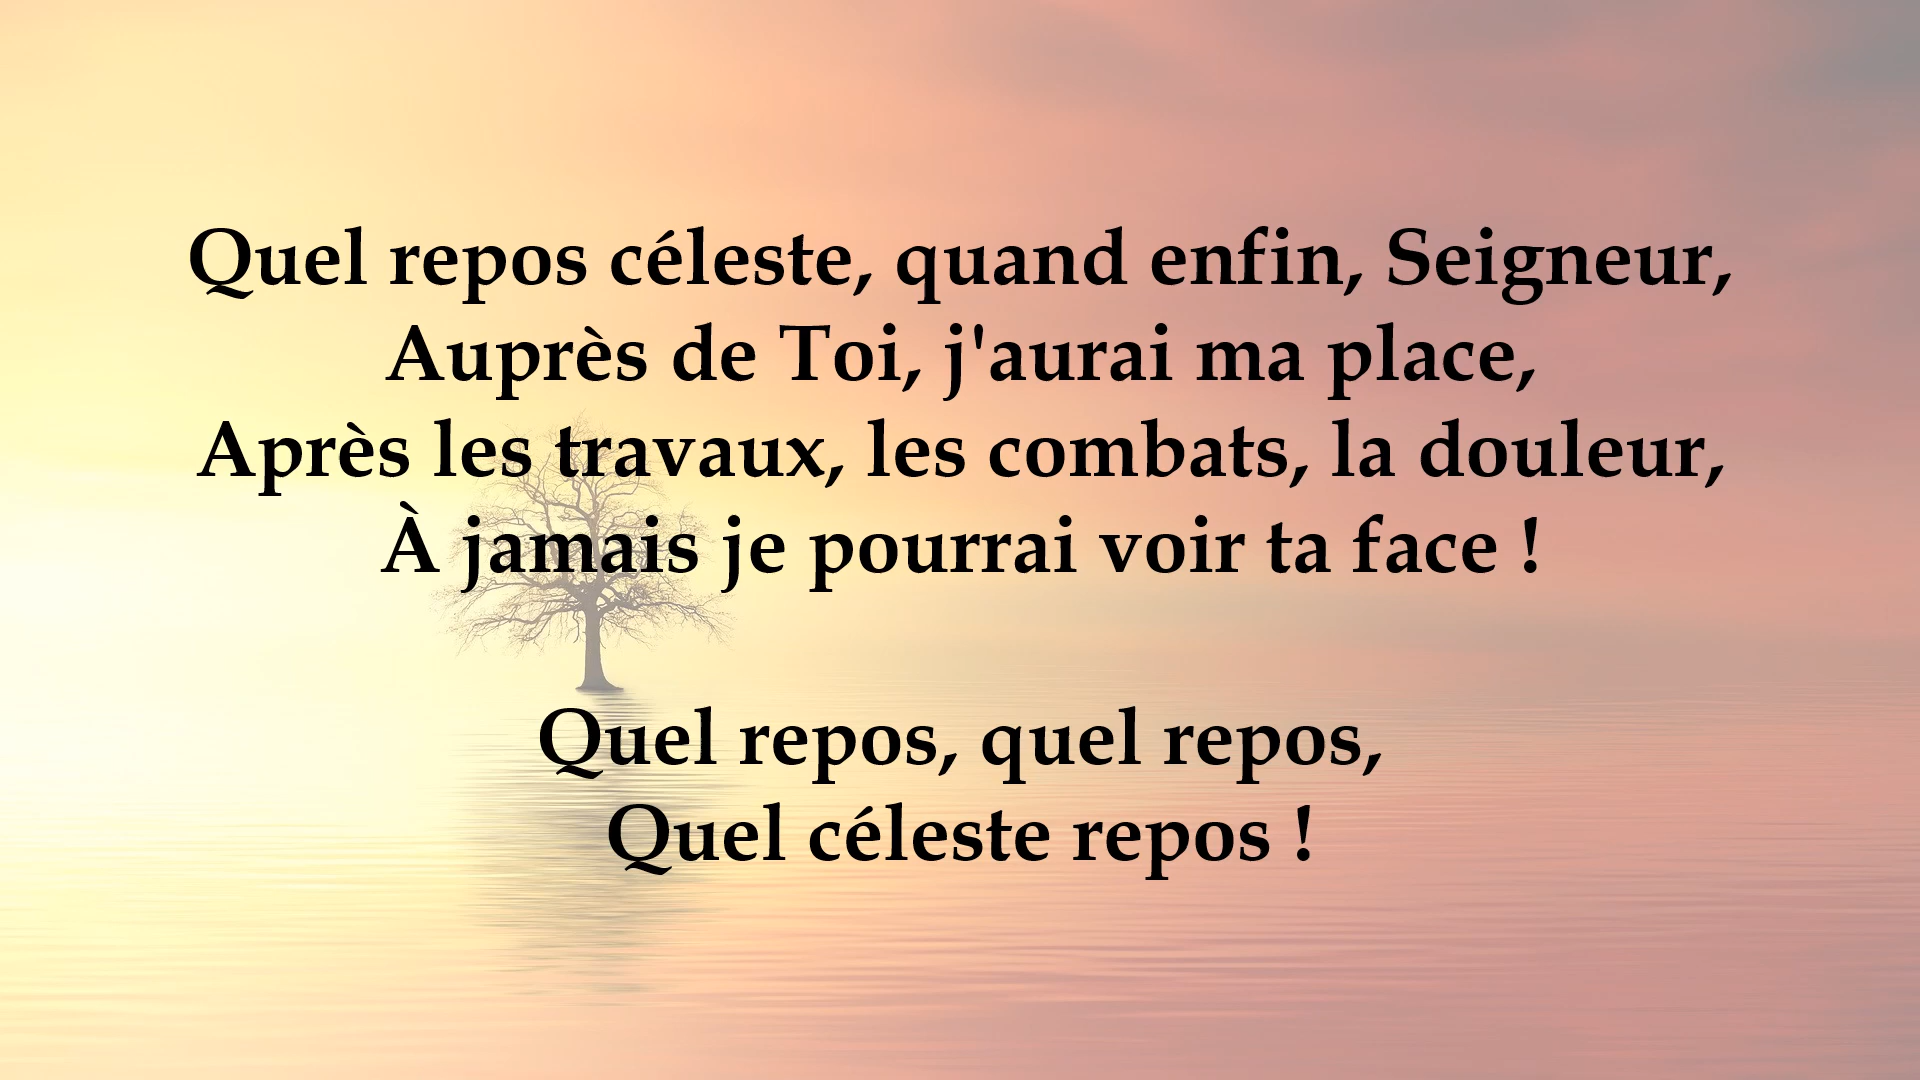 Quel repos céleste, quand enfin, Seigneur,
Auprès de Toi, j'aurai ma place,
Après les travaux, les combats, la douleur,
À jamais je pourrai voir ta face !
Quel repos, quel repos,
Quel céleste repos !